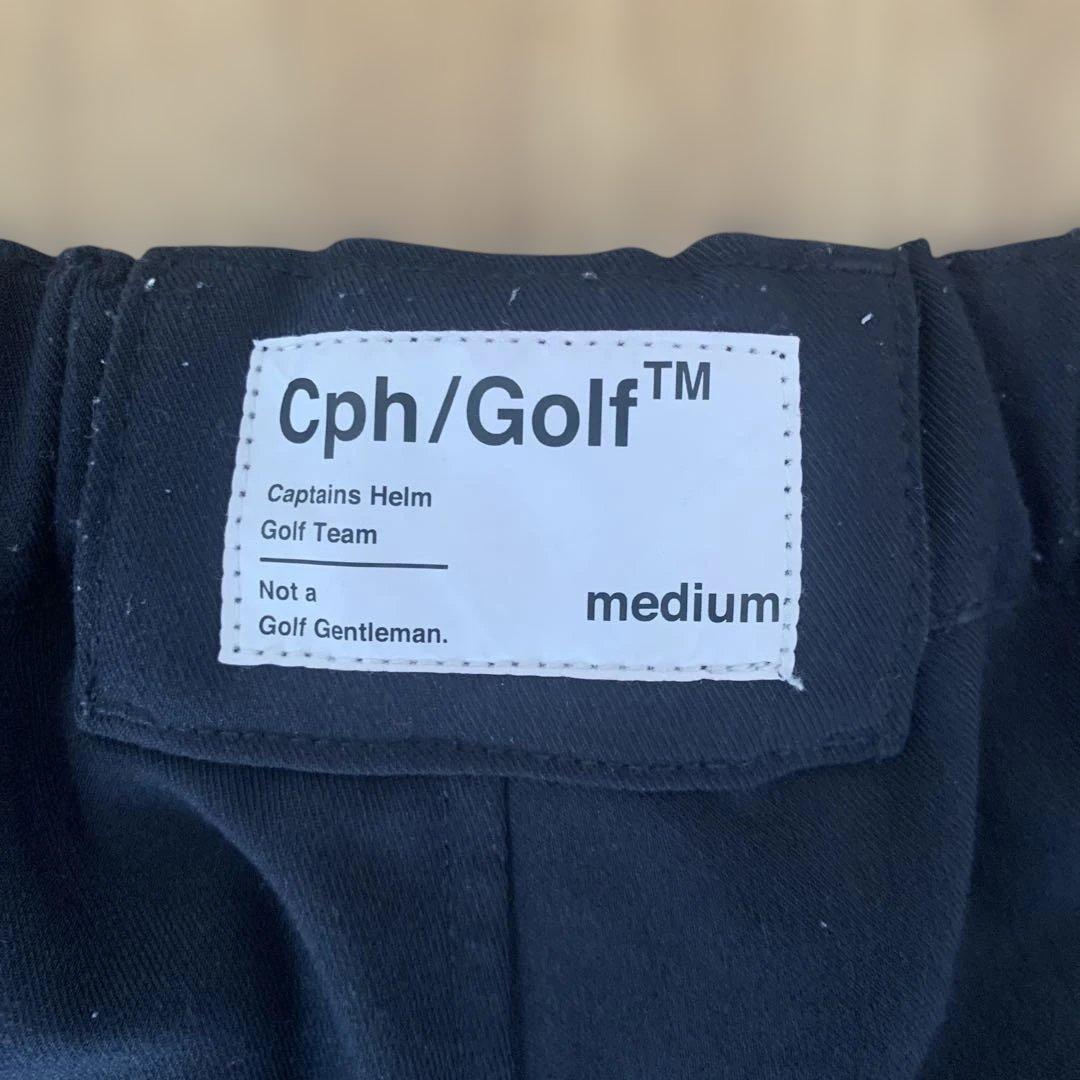 Cph/Golf™
Captains Helm
Golf Team
Not a
Golf Gentleman.
medium